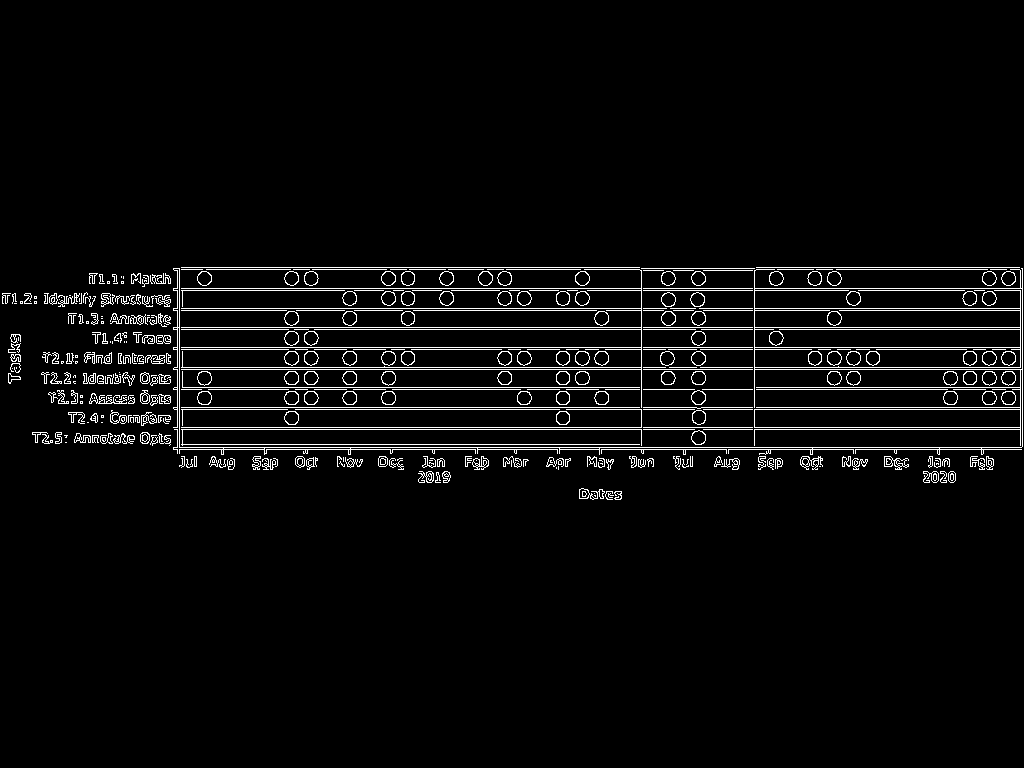 T1.1: Match
T1.2: Identify Structures
T1.3: Annotate
T1.4: Trace
T2.1: Find Interest
T2.2: Identify Opts
T2.3: Assess Opts
T2.4: Compare
T2.5: Annotate Opts
Tasks
Jul Aug Sep Oct Nov Dec Jan Feb Mar Apr May Jun Jul Aug Sep Oct Nov Dec Jan Feb
2019 2020
Dates